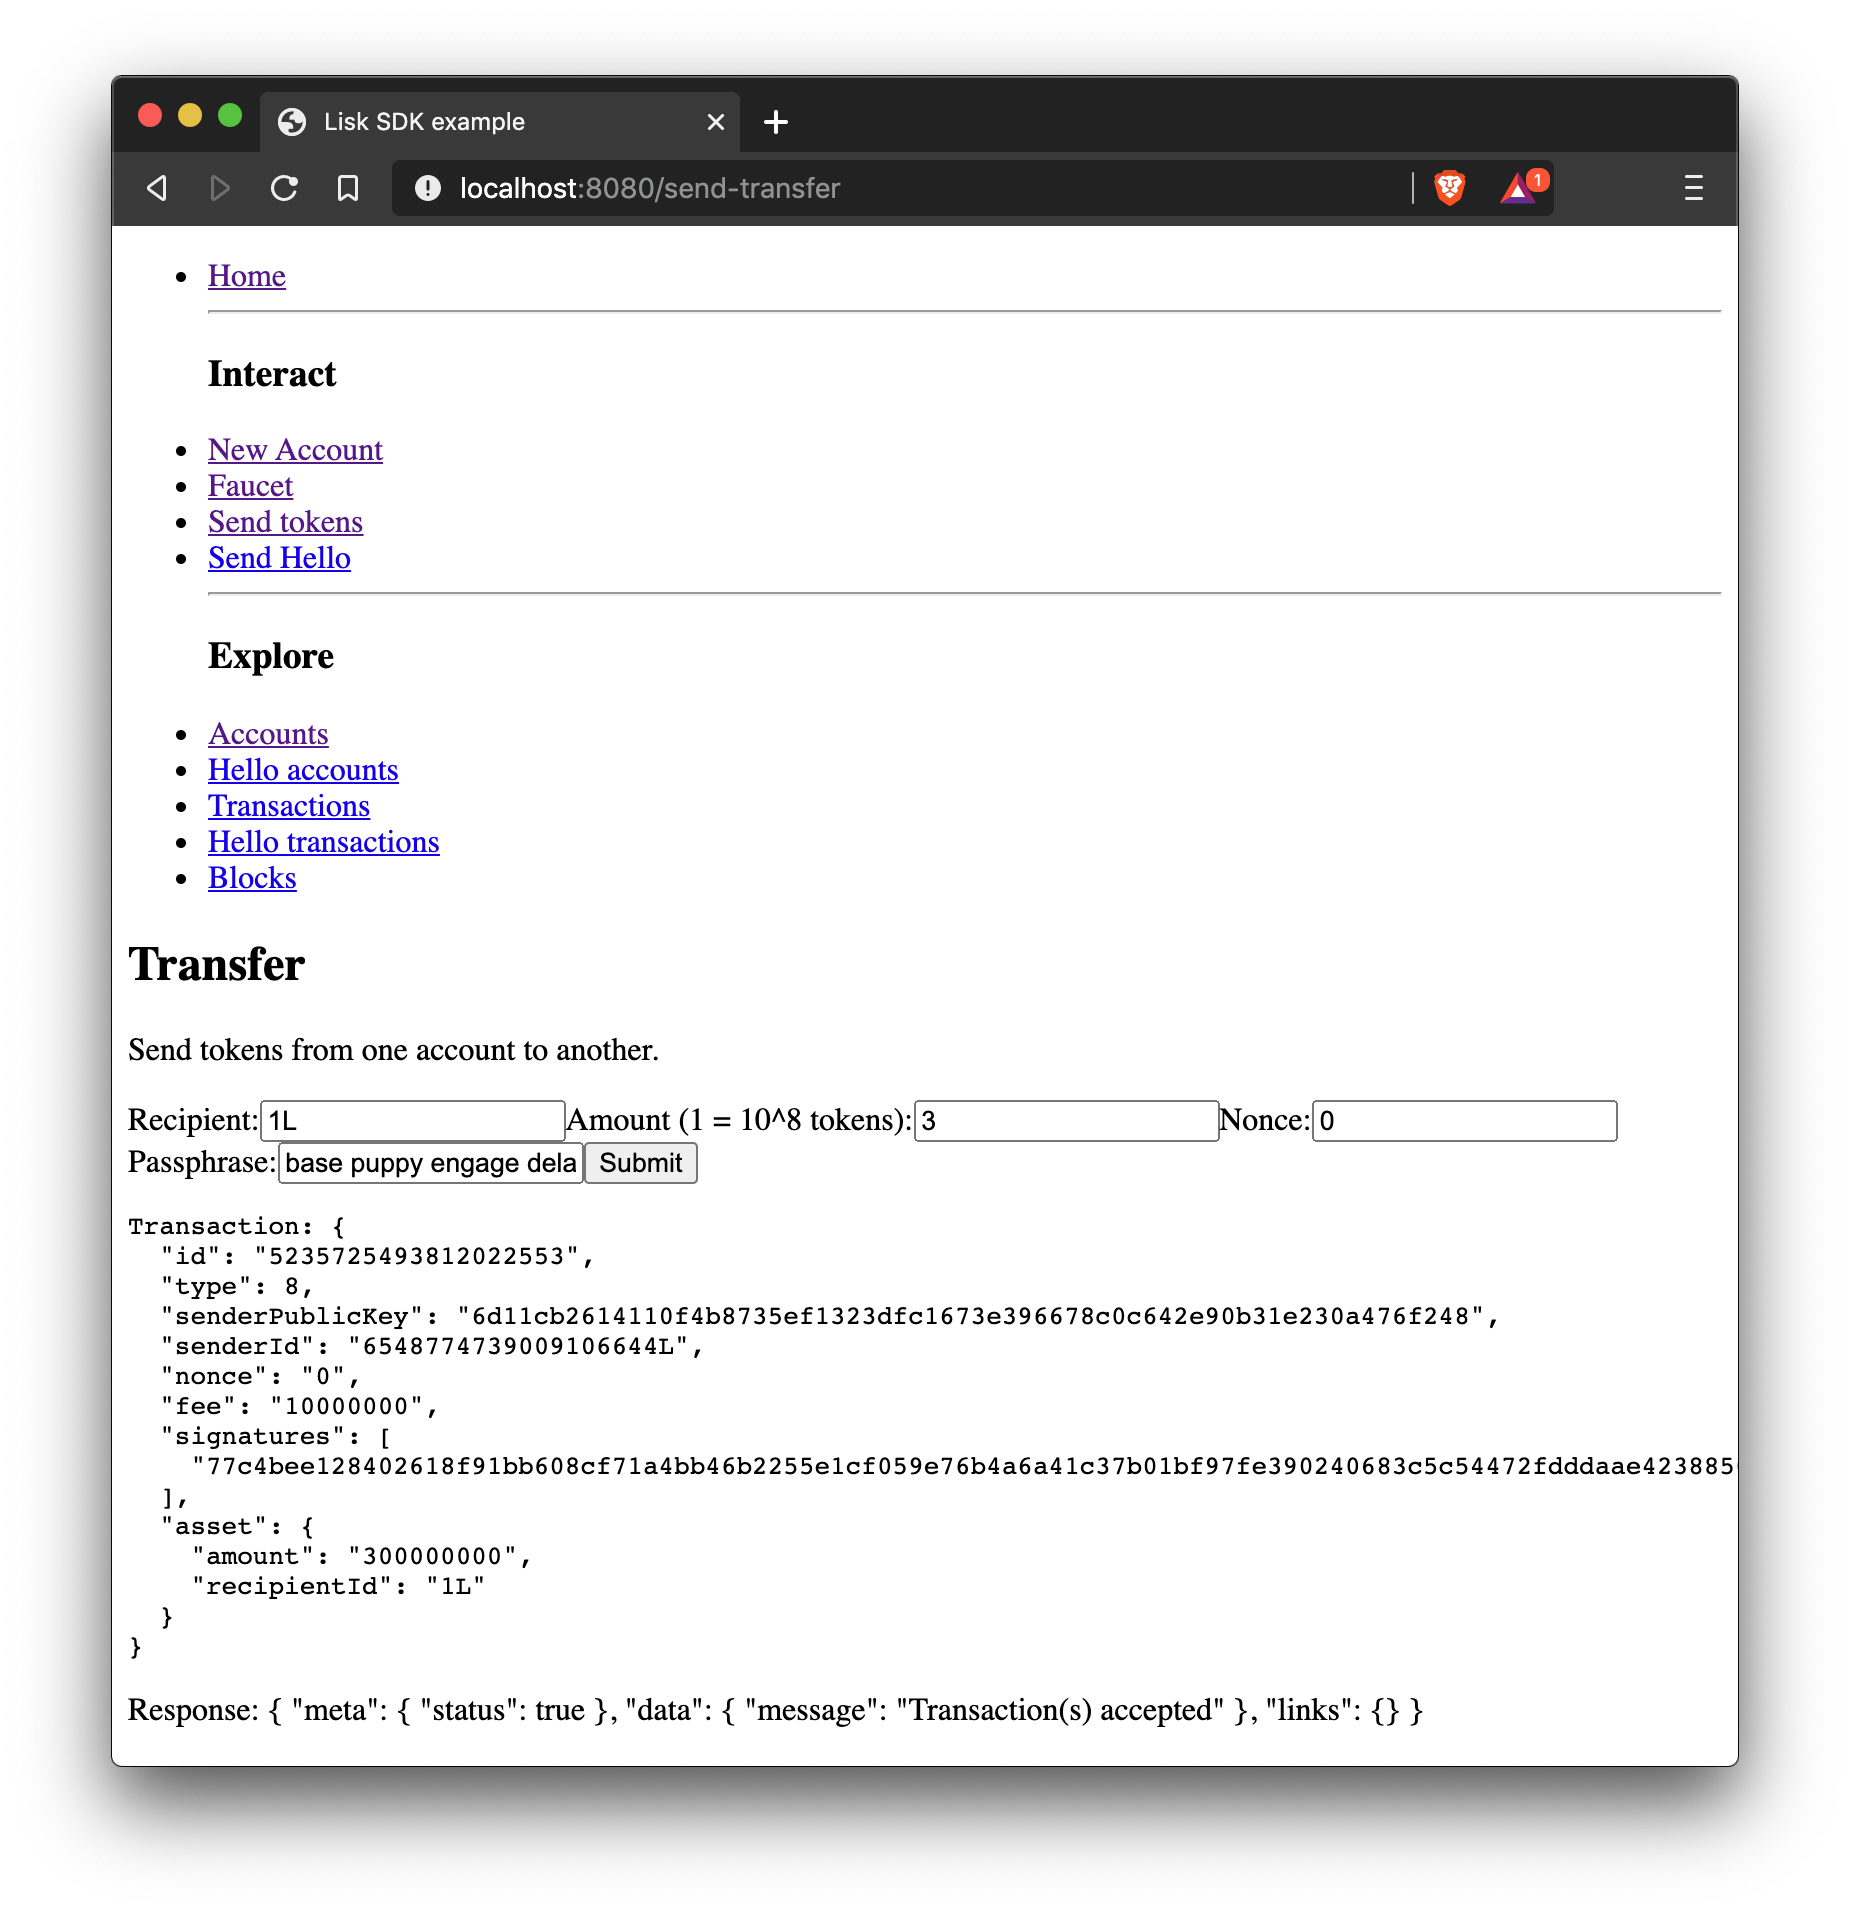 Lisk SDK example
localhost:8080/send-transfer
1
Home
Interact
New Account
Faucet
Send tokens
Send Hello
Explore
Accounts
Hello accounts
Transactions
Hello transactions
Blocks
Transfer
Send tokens from one account to another.
Recipient: 1L Amount (1 = 10^8 tokens): 3 Nonce: 0
Passphrase: base puppy engage dela Submit
Transaction: {
  "id": "5235725493812022553",
  "type": 8,
  "senderPublicKey": "6d11cb2614110f4b8735ef1323dfc1673e396678c0c642e90b31e230a476f248",
  "senderId": "6548774739009106644L",
  "nonce": "0",
  "fee": "10000000",
  "signatures": [
    "77c4bee128402618f91bb608cf71a4bb46b2255e1cf059e76b4a6a41c37b01bf97fe390240683c5c54472fdddaae423885
  ],
  "asset": {
    "amount": "300000000",
    "recipientId": "1L"
  }
}
Response: { "meta": { "status": true }, "data": { "message": "Transaction(s) accepted" }, "links": {} }